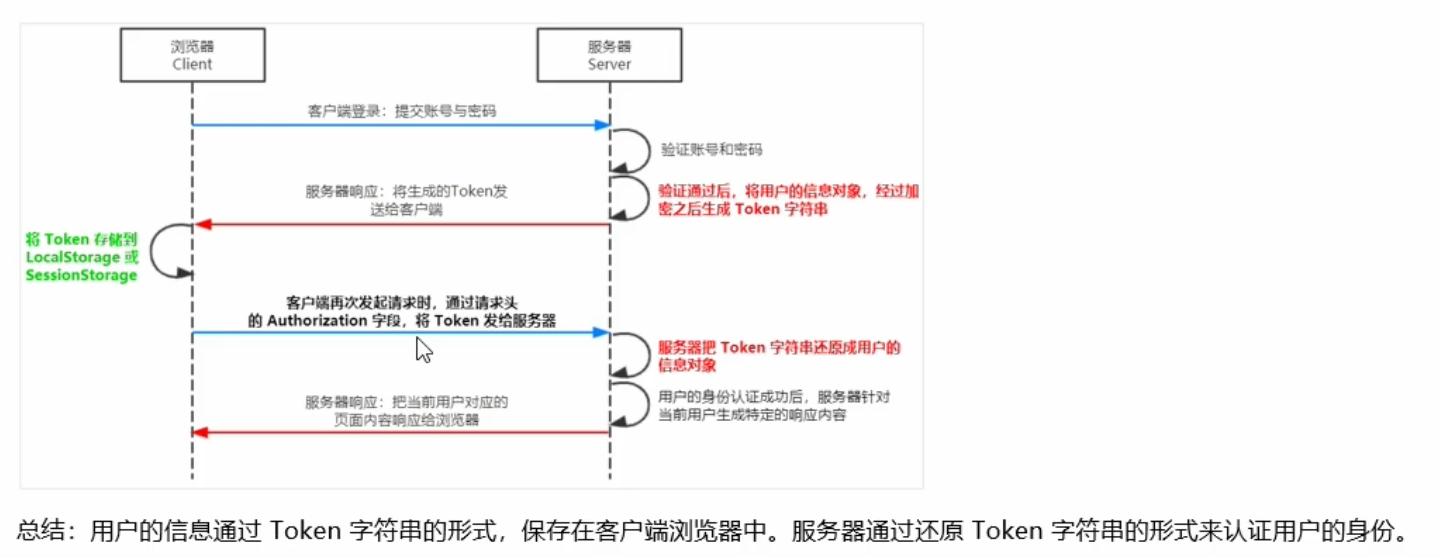 浏览器
Client
服务器
Server
客户端登录：提交账号与密码
验证账号和密码
服务器响应：将生成的Token发
送给客户端
验证通过后，将用户的信息对象，经过加
密之后生成 Token 字符串
将 Token 存储到
LocalStorage 或
SessionStorage
客户端再次发起请求时，通过请求头
的 Authorization 字段，将 Token 发给服务器
服务器把 Token 字符串还原成用户的
信息对象
服务器响应：把当前用户对应的
页面内容响应给浏览器
用户的身份认证成功后，服务器针对
当前用户生成特定的响应内容
总结：用户的信息通过 Token 字符串的形式，保存在客户端浏览器中。服务器通过还原 Token 字符串的形式来认证用户的身份。